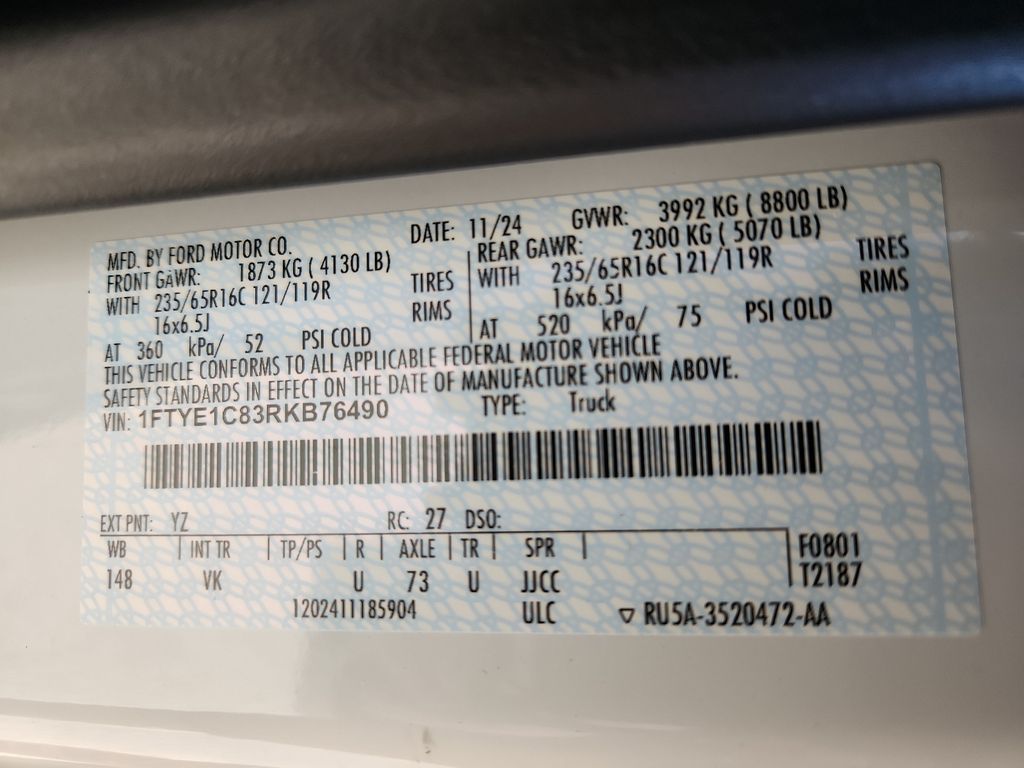 MFD. BY FORD MOTOR CO. DATE: 11/24 GVWR: 3992 KG ( 8800 LB)
FRONT GAWR: 1873 KG ( 4130 LB) REAR GAWR: 2300 KG ( 5070 LB)
WITH 235/65R16C 121/119R TIRES WITH 235/65R16C 121/119R TIRES
16x6.5J RIMS 16x6.5J RIMS
AT 360 kPa/ 52 PSI COLD AT 520 kPa/ 75 PSI COLD
THIS VEHICLE CONFORMS TO ALL APPLICABLE FEDERAL MOTOR VEHICLE
SAFETY STANDARDS IN EFFECT ON THE DATE OF MANUFACTURE SHOWN ABOVE.
VIN: 1FTYE1C83RKB76490 TYPE: Truck
EXT PNT: YZ RC: 27 DSO:
WB INT TR TP/PS R AXLE TR SPR F0801
148 VK U 73 U JJCC T2187
1202411185904 ULC ▽ RU5A-3520472-AA